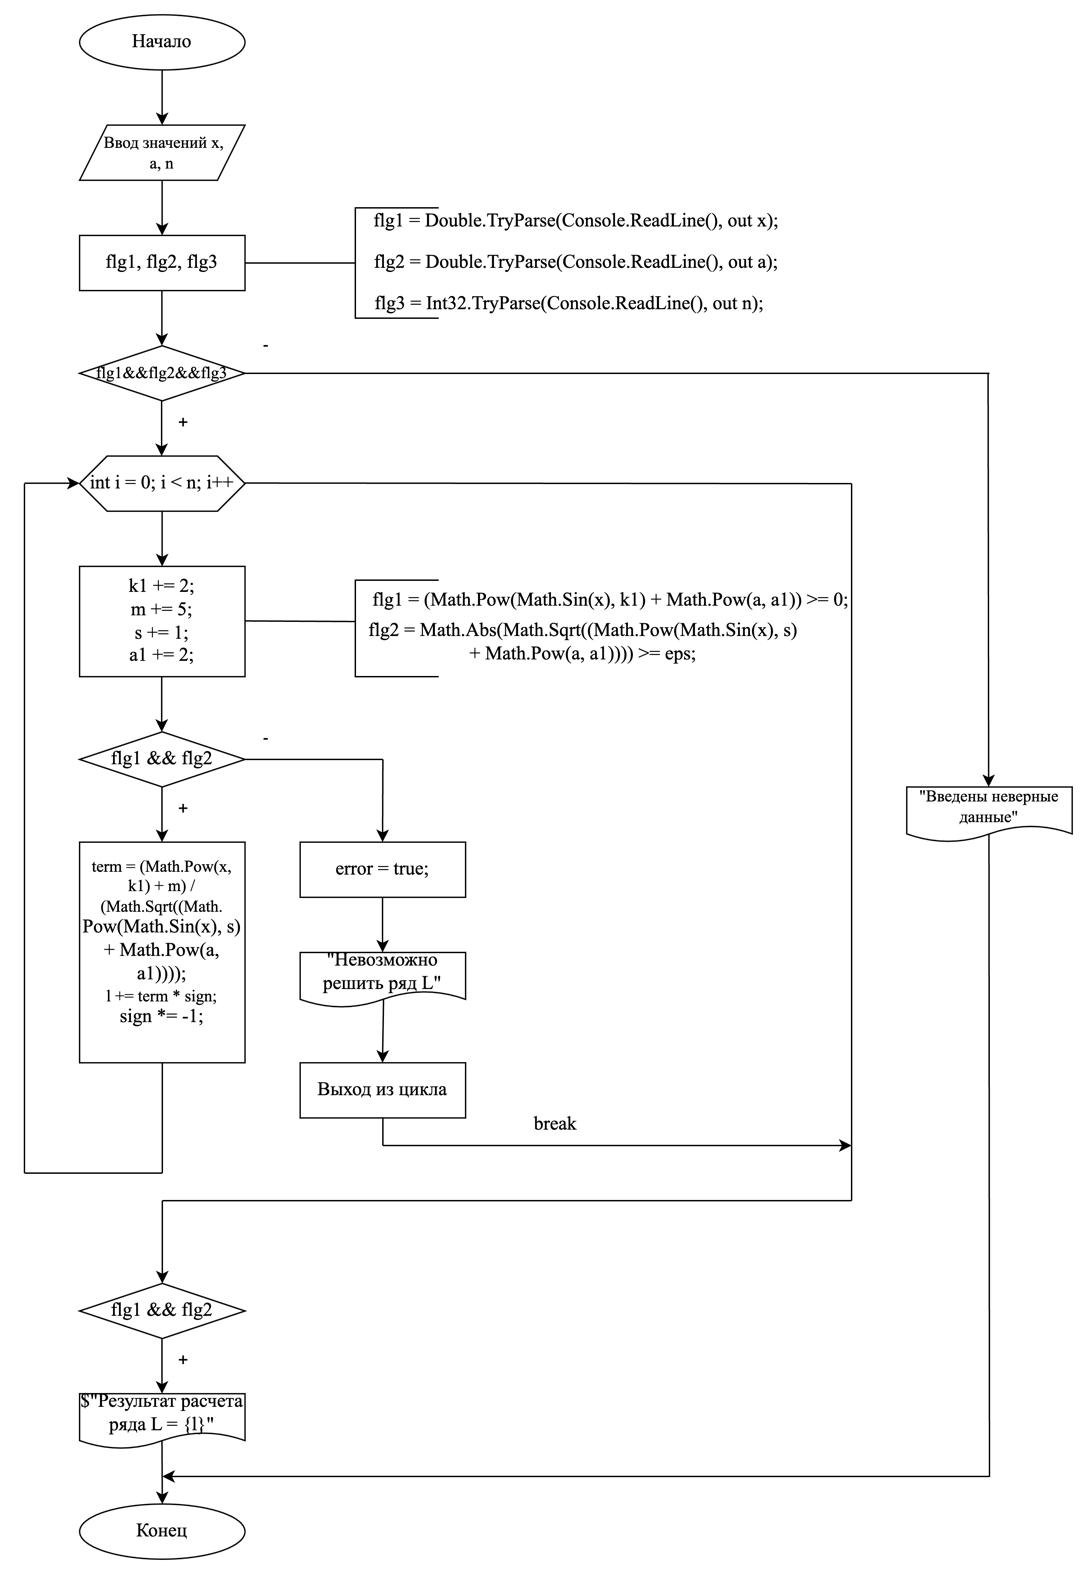 Начало
Ввод значений x,
a, n
flg1, flg2, flg3
flg1 = Double.TryParse(Console.ReadLine(), out x);
flg2 = Double.TryParse(Console.ReadLine(), out a);
flg3 = Int32.TryParse(Console.ReadLine(), out n);
flg1&&flg2&&flg3
-
+
int i = 0; i < n; i++
k1 += 2;
m += 5;
s += 1;
a1 += 2;
flg1 = (Math.Pow(Math.Sin(x), k1) + Math.Pow(a, a1)) >= 0;
flg2 = Math.Abs(Math.Sqrt((Math.Pow(Math.Sin(x), s)
+ Math.Pow(a, a1)))) >= eps;
flg1 && flg2
-
+
"Введены неверные
данные"
term = (Math.Pow(x,
k1) + m) /
(Math.Sqrt((Math.
Pow(Math.Sin(x), s)
+ Math.Pow(a,
a1))));
l += term * sign;
sign *= -1;
error = true;
"Невозможно
решить ряд L"
Выход из цикла
break
flg1 && flg2
+
$"Результат расчета
ряда L = {l}"
Конец